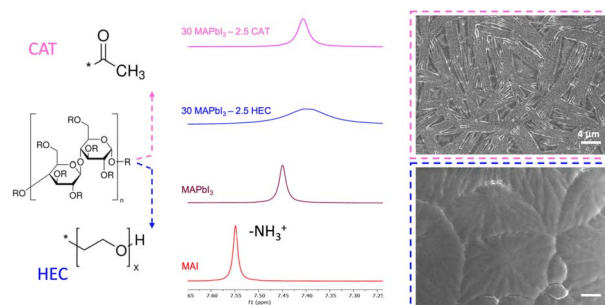 CAT
O
*
CH₃
30 MAPbI₃ – 2.5 CAT
4 µm
30 MAPbI₃ – 2.5 HEC
RO
OR
O
RO
O
OR
RO
O
R
OR
RO
n
MAPbI₃
*
O
H
x
HEC
-NH₃⁺
MAI
65 7.60 7.55 7.50 7.45 7.40 7.35 7.30 7.25
f1 (ppm)